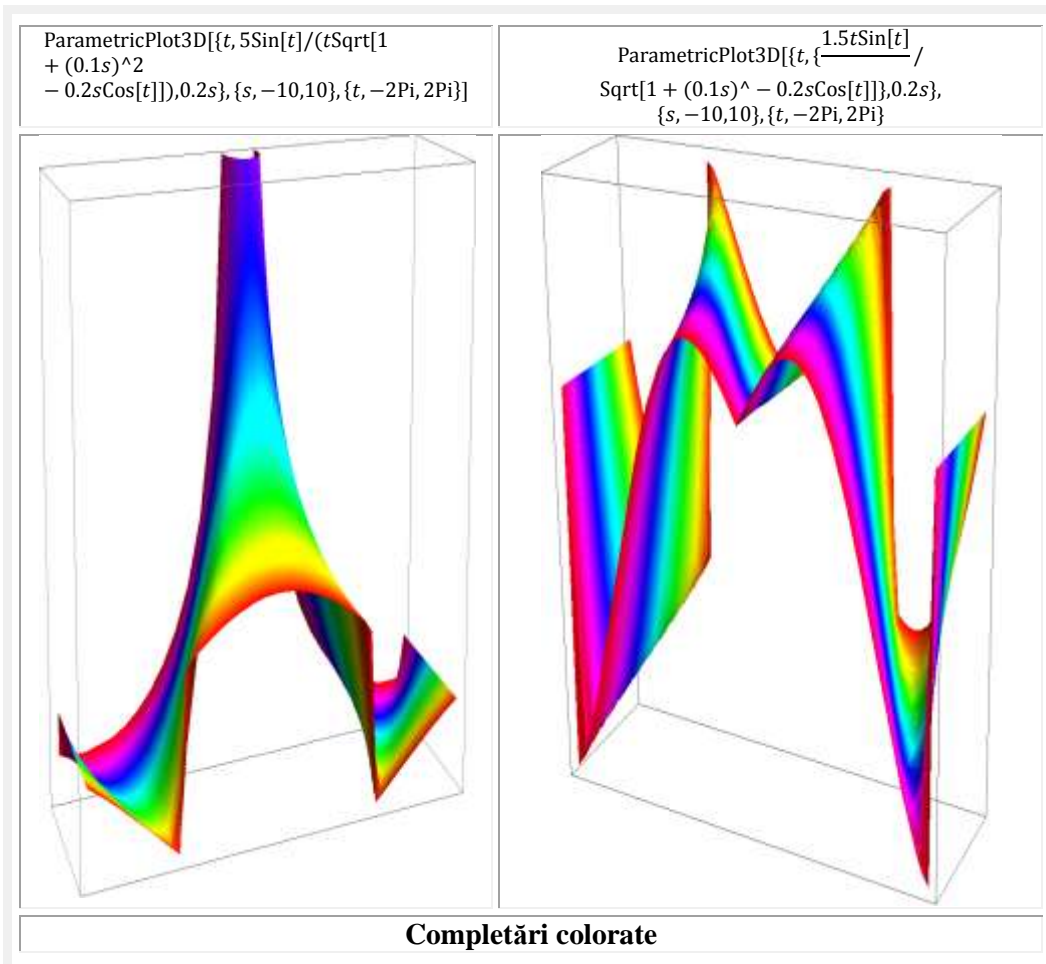 ParametricPlot3D[{t, 5Sin[t]/(tSqrt[1
+ (0.1s)^2
− 0.2sCos[t]]),0.2s}, {s, −10,10}, {t, −2Pi, 2Pi}]
ParametricPlot3D[{t, {1.5tSin[t]/
Sqrt[1 + (0.1s)^ − 0.2sCos[t]]},0.2s},
{s, −10,10}, {t, −2Pi, 2Pi}
Completări colorate